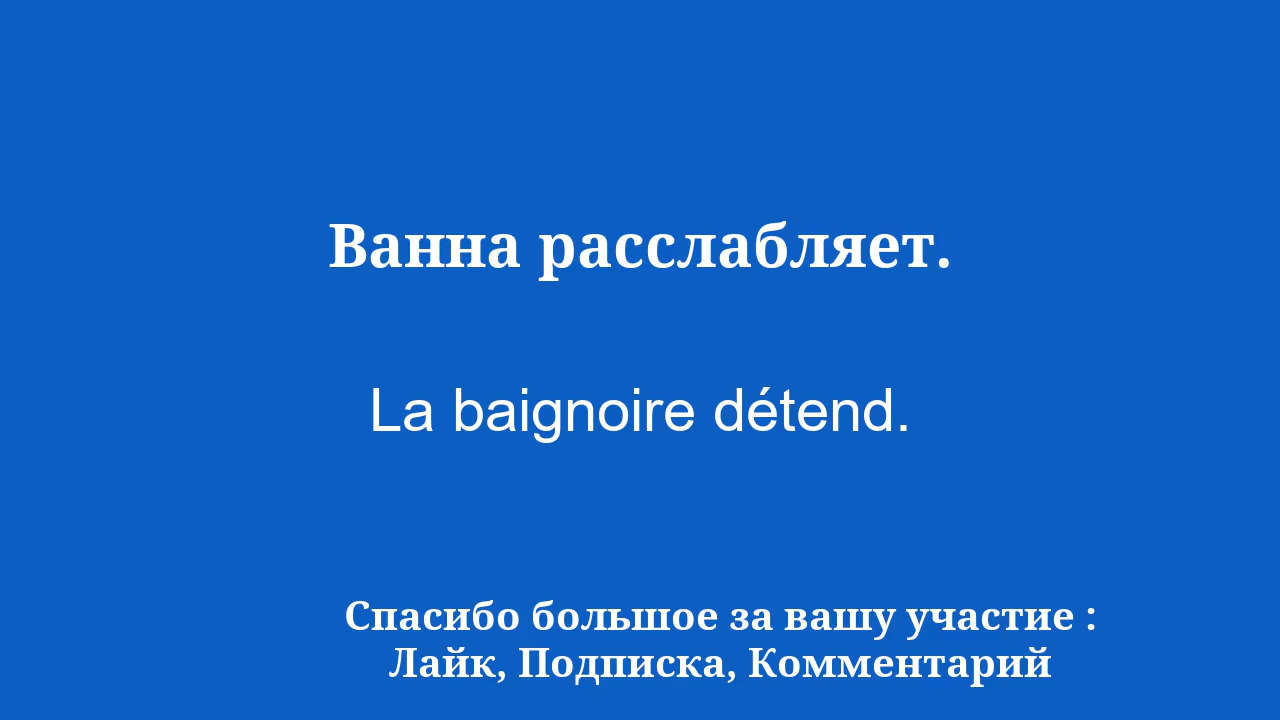 Ванна расслабляет.
La baignoire détend.
Спасибо большое за вашу участие :
Лайк, Подписка, Комментарий